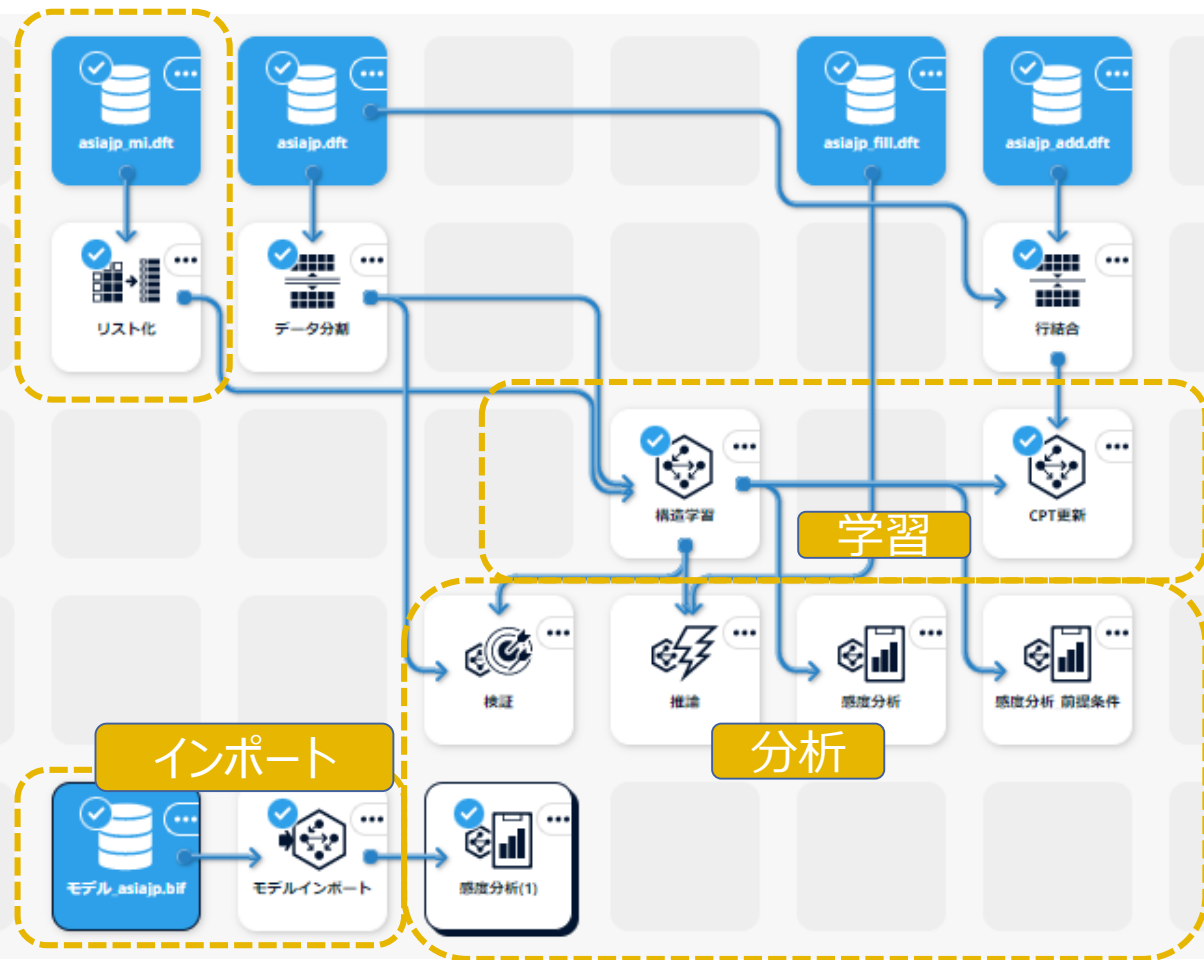 asiajp_mi.dft
asiajp.dft
asiajp_fill.dft
asiajp_add.dft
リスト化
データ分割
行結合
構造学習
CPT更新
学習
検証
推論
感度分析
感度分析 前提条件
インポート
分析
モデル_asiajp.bif
モデルインポート
感度分析(1)